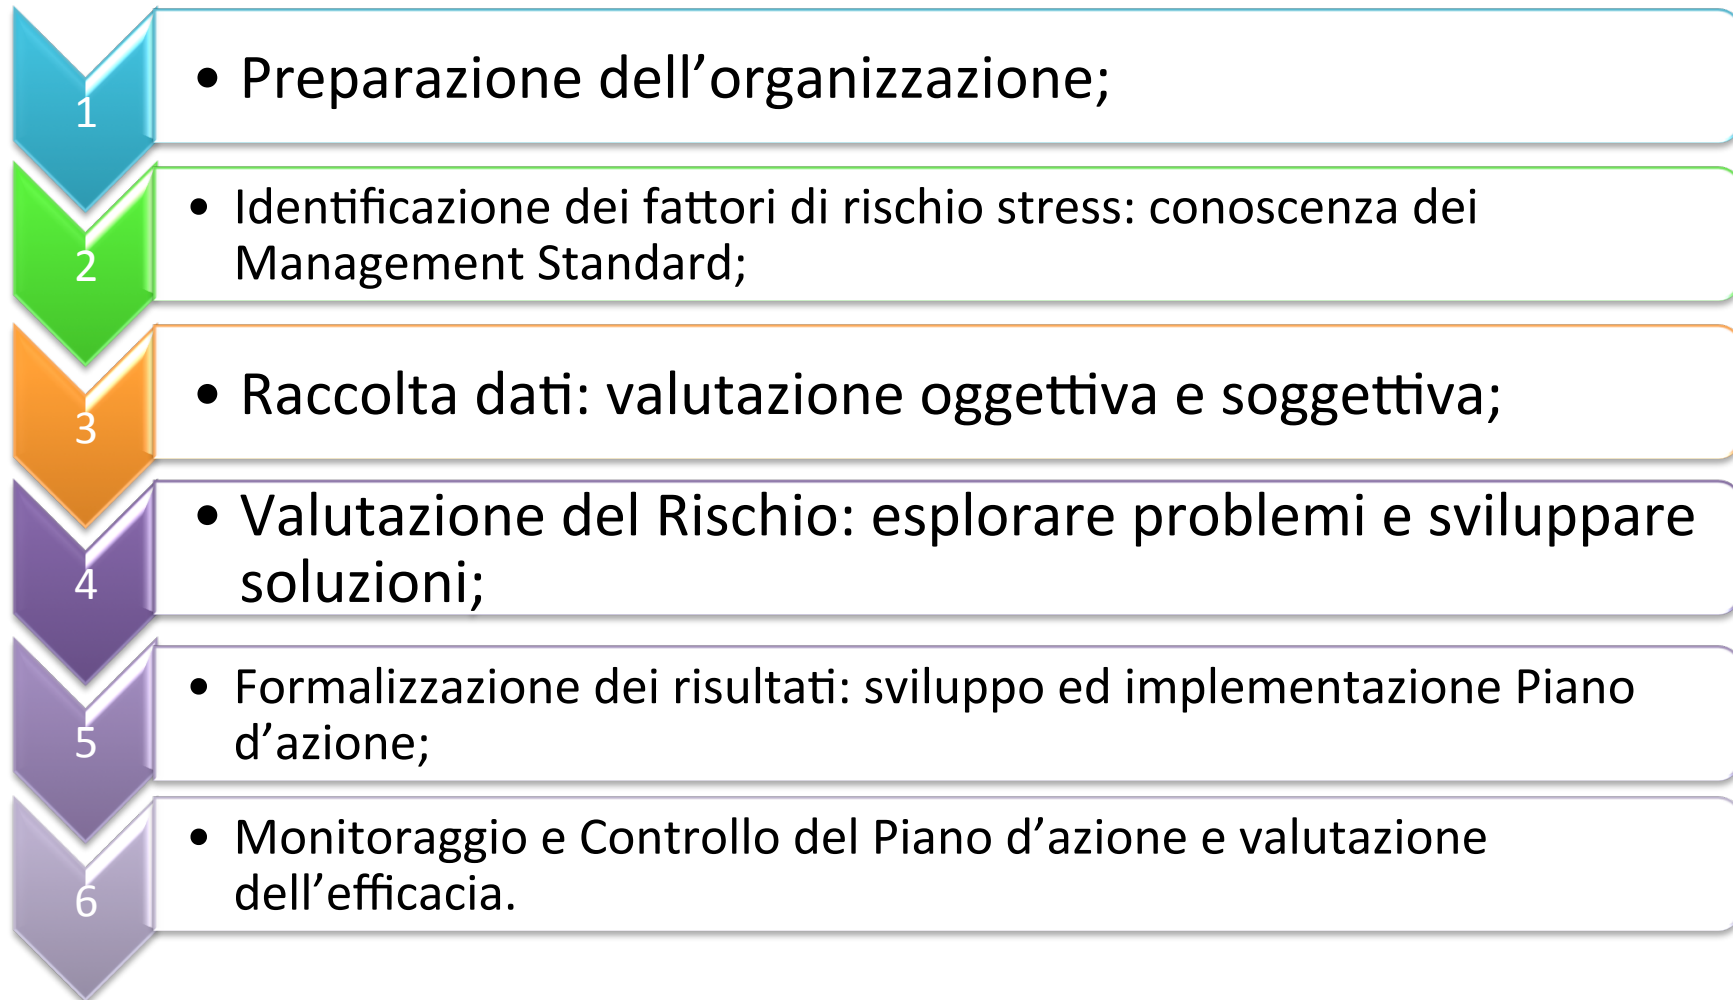 1
• Preparazione dell’organizzazione;
2
• Identificazione dei fattori di rischio stress: conoscenza dei
Management Standard;
3
• Raccolta dati: valutazione oggettiva e soggettiva;
4
• Valutazione del Rischio: esplorare problemi e sviluppare
soluzioni;
5
• Formalizzazione dei risultati: sviluppo ed implementazione Piano
d’azione;
6
• Monitoraggio e Controllo del Piano d’azione e valutazione
dell’efficacia.